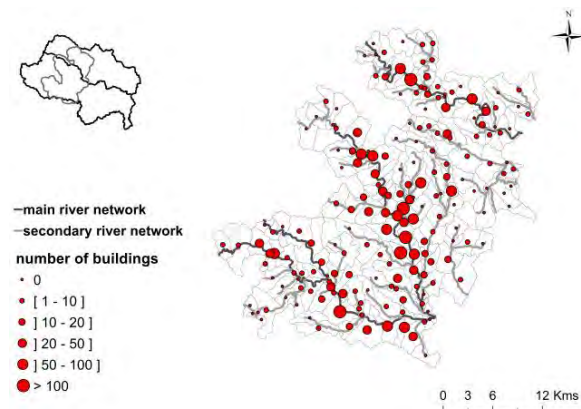 N
main river network
secondary river network
number of buildings
0
[ 1 - 10 ]
] 10 - 20 ]
] 20 - 50 ]
] 50 - 100 ]
> 100
0 3 6 12 Kms